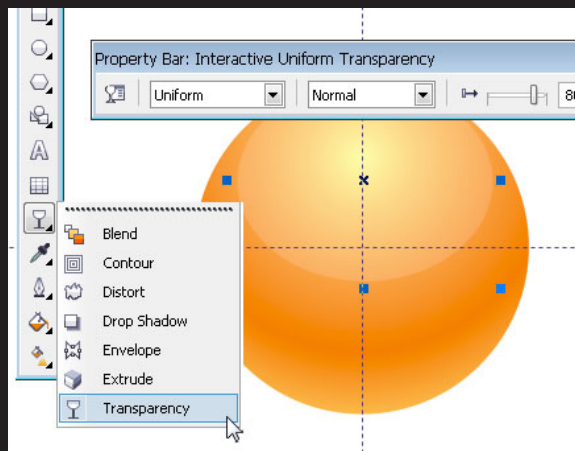 Property Bar: Interactive Uniform Transparency
Uniform Normal
Blend
Contour
Distort
Drop Shadow
Envelope
Extrude
Transparency